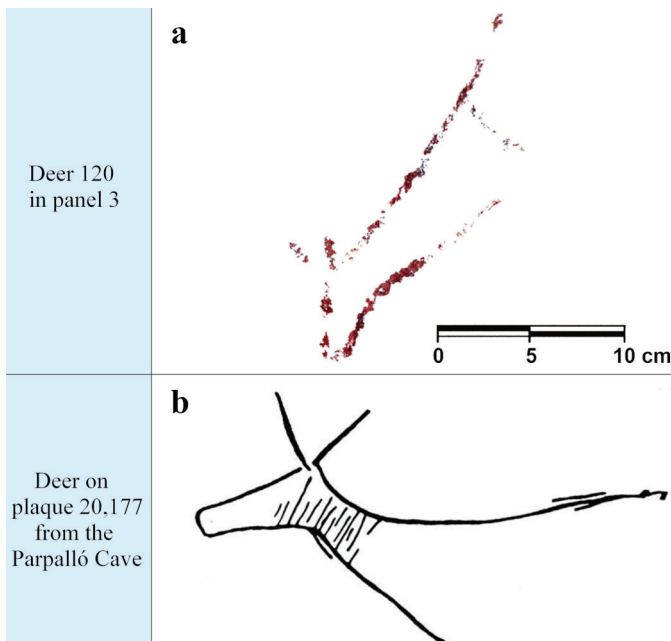 a
Deer 120
in panel 3
0 5 10 cm
b
Deer on
plaque 20,177
from the
Parpalló Cave